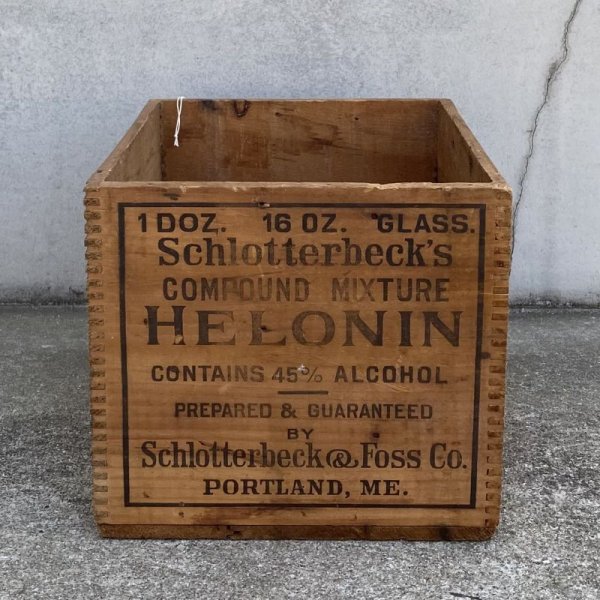 1 DOZ. 16 OZ. GLASS.
Schlotterbeck's
COMPOUND MIXTURE
HELONIN
CONTAINS 45% ALCOHOL
PREPARED & GUARANTEED
BY
Schlotterbeck & Foss Co.
PORTLAND, ME.